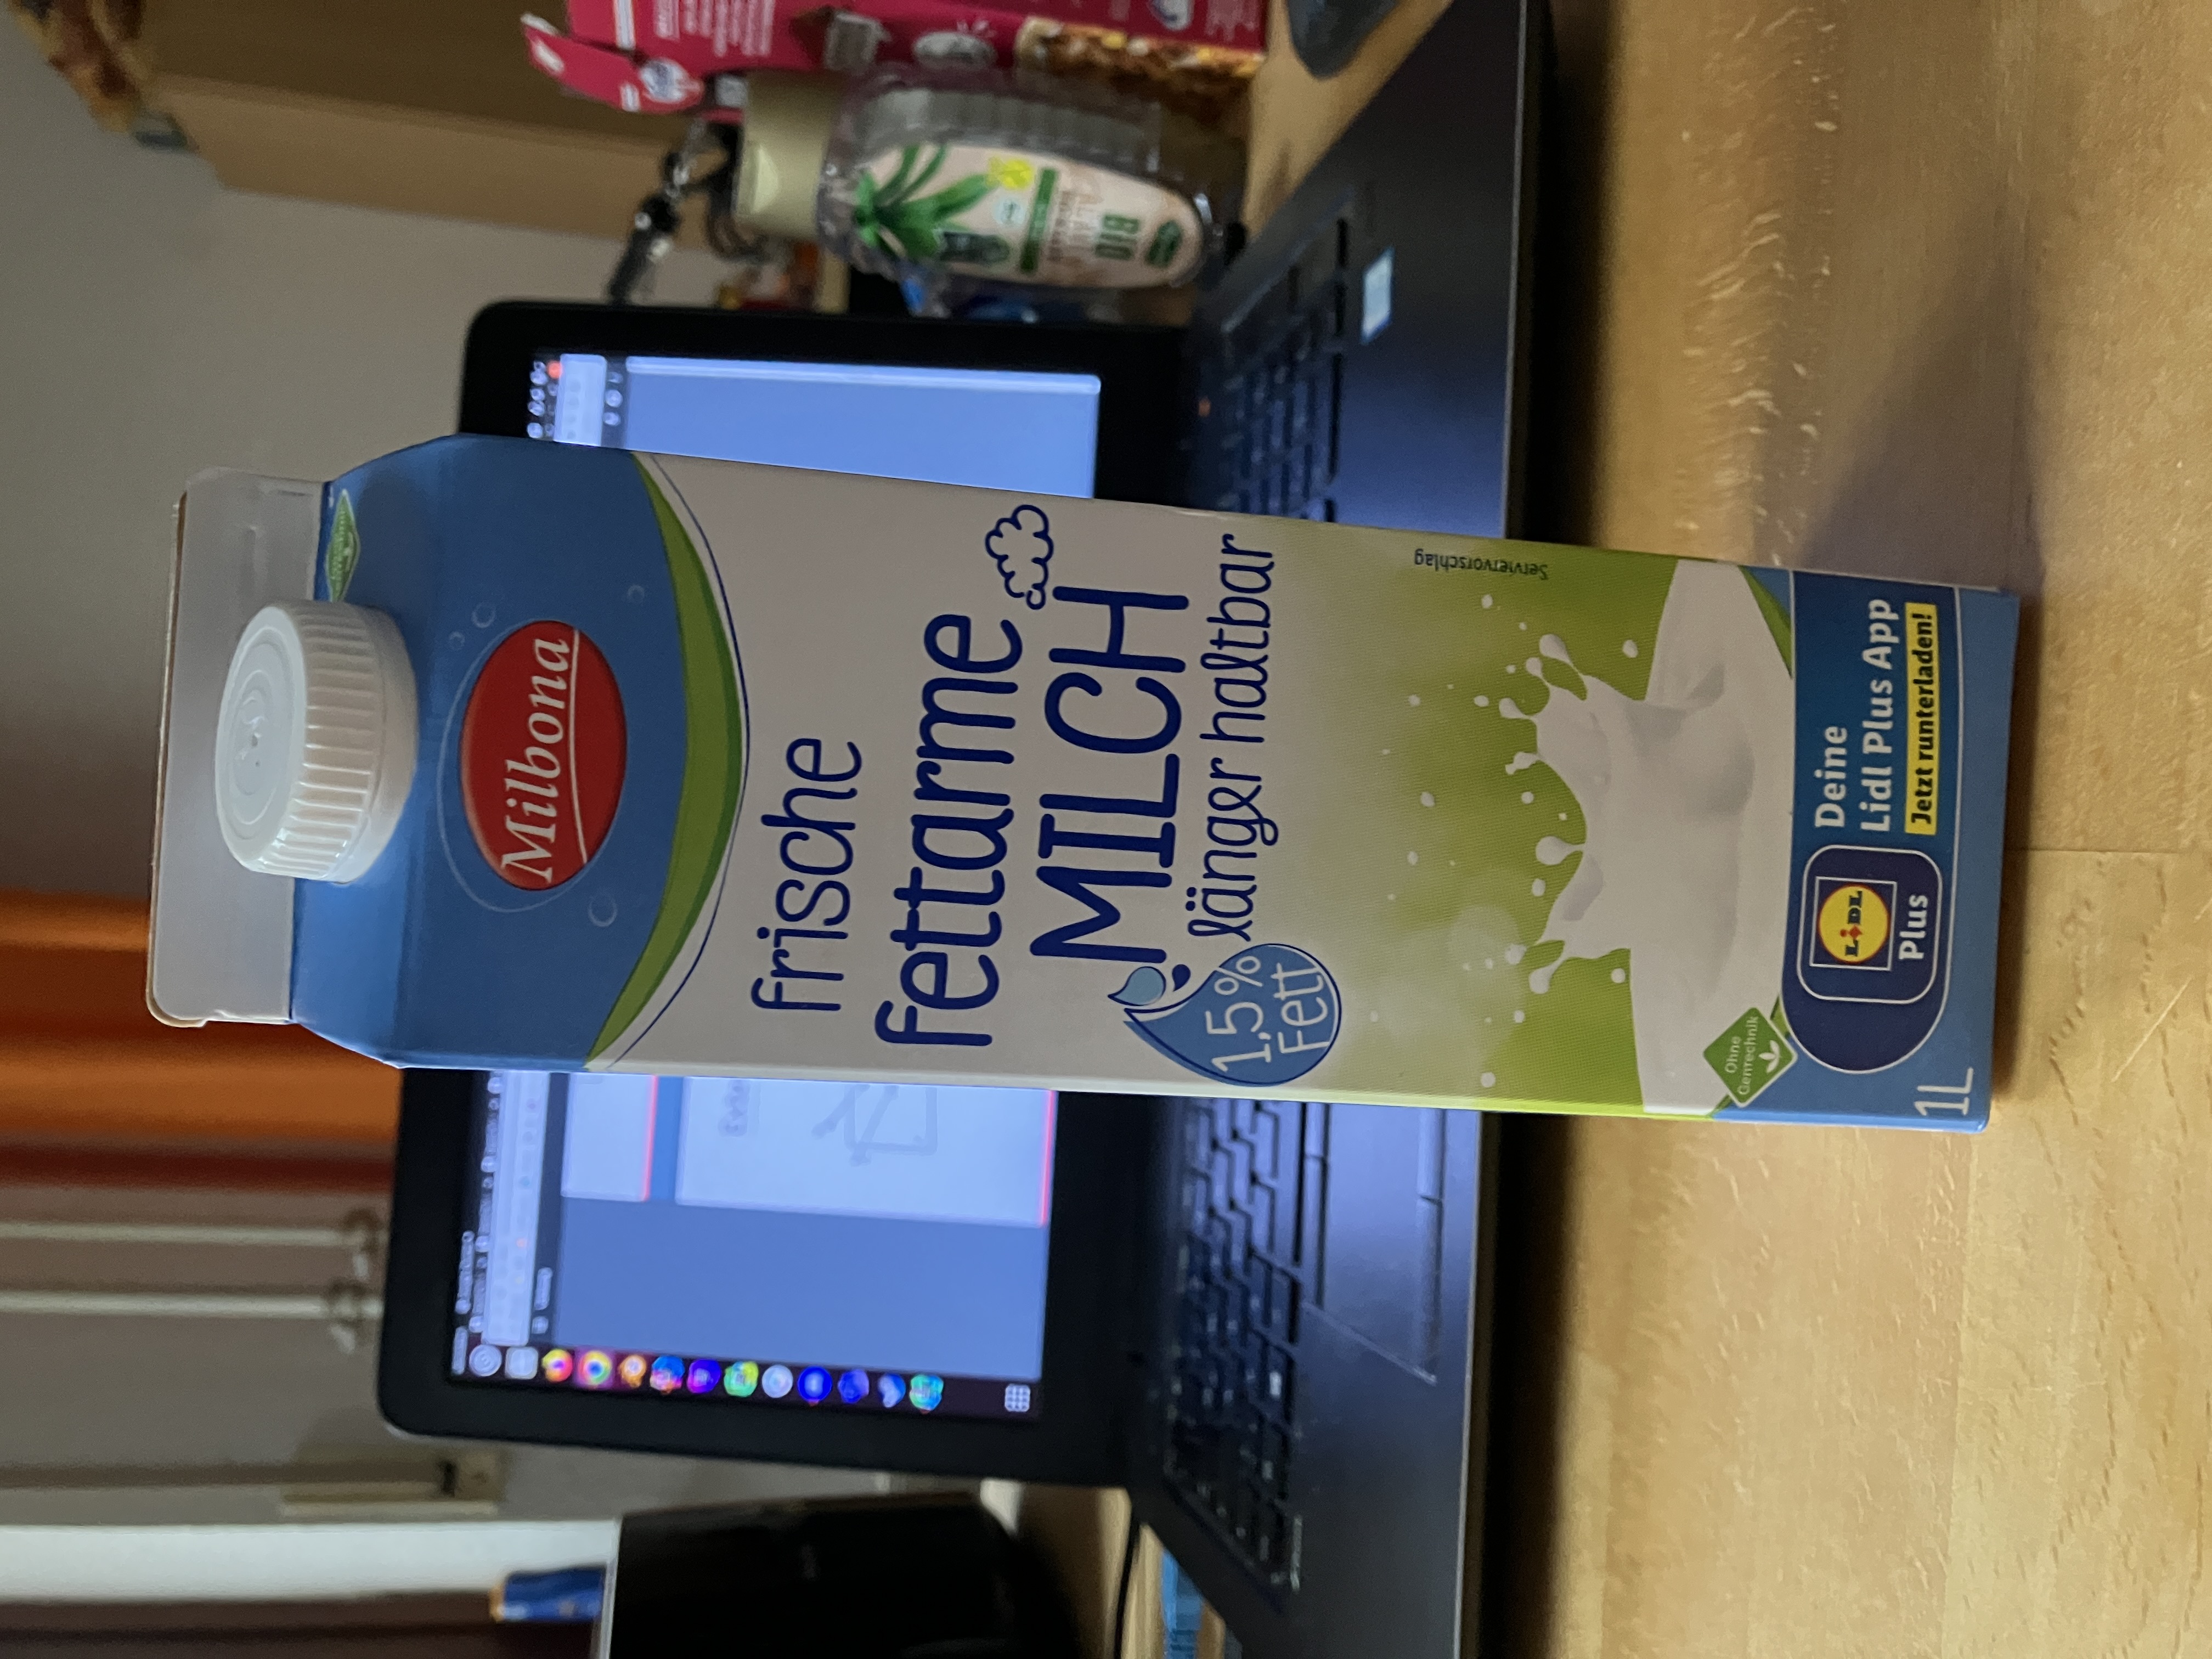 Milbona
frische
fettarme
MILCH
länger haltbar
1,5%
Fett
Serviervorschlag
Ohne
Gentechnik
LIDL
Plus
Deine
Lidl Plus App
Jetzt runterladen!
1L
BIO